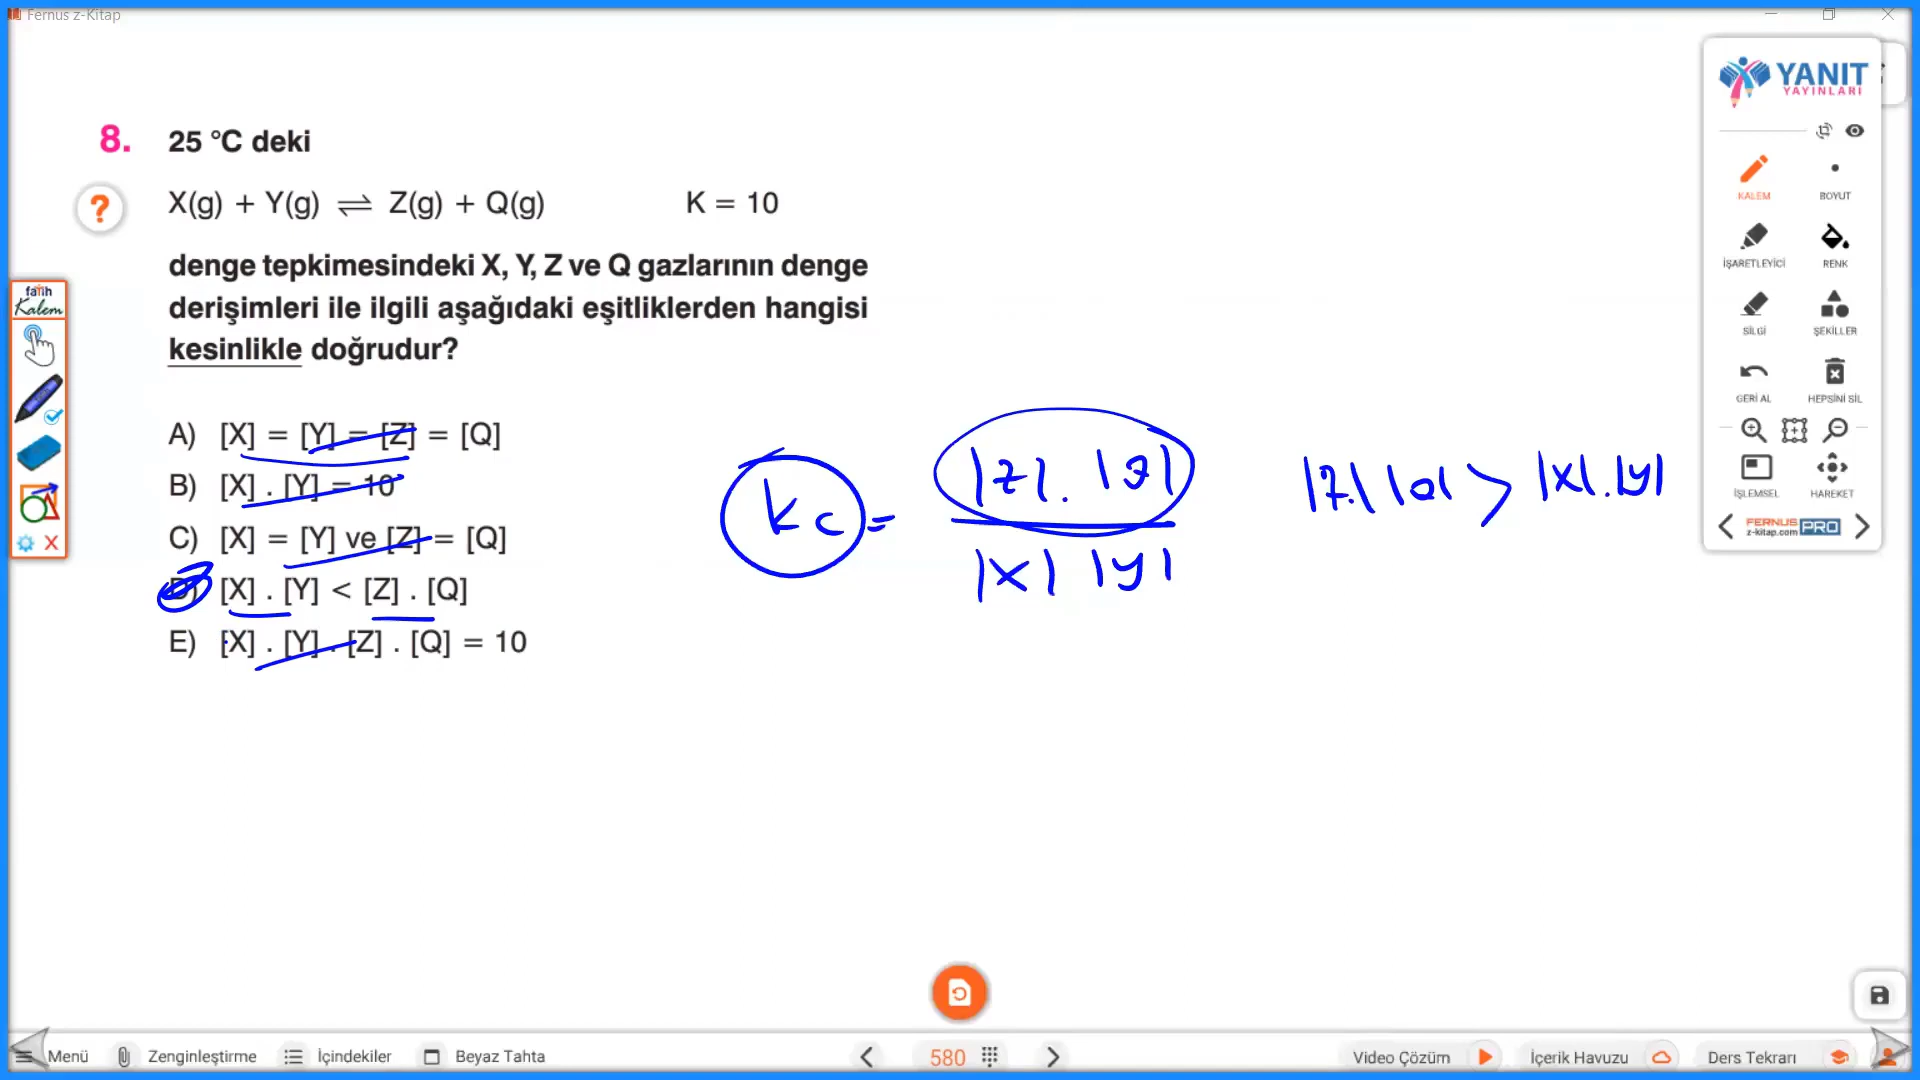 Fernus z-Kitap
YANIT
YAYINLARI
8. 25 °C deki
? X(g) + Y(g) ⇌ Z(g) + Q(g) K = 10
denge tepkimesindeki X, Y, Z ve Q gazlarının denge
derişimleri ile ilgili aşağıdaki eşitliklerden hangisi
kesinlikle doğrudur?
A) [X] = [Y] = [Z] = [Q]
B) [X] . [Y] = 10
C) [X] = [Y] ve [Z] = [Q]
D) [X] . [Y] < [Z] . [Q]
E) [X] . [Y] . [Z] . [Q] = 10
kc = |z| . |Q|
|x| |y|
|z| |Q| > |x| . |y|
fatih
Kalem
KALEM BOYUT
İŞARETLEYİCİ RENK
SİLGİ ŞEKİLLER
GERİ AL HEPSİNİ SİL
İŞLEMSEL HAREKET
FERNUS PRO
z-kitap.com
Menü Zenginleştirme İçindekiler Beyaz Tahta 580 Video Çözüm İçerik Havuzu Ders Tekrarı